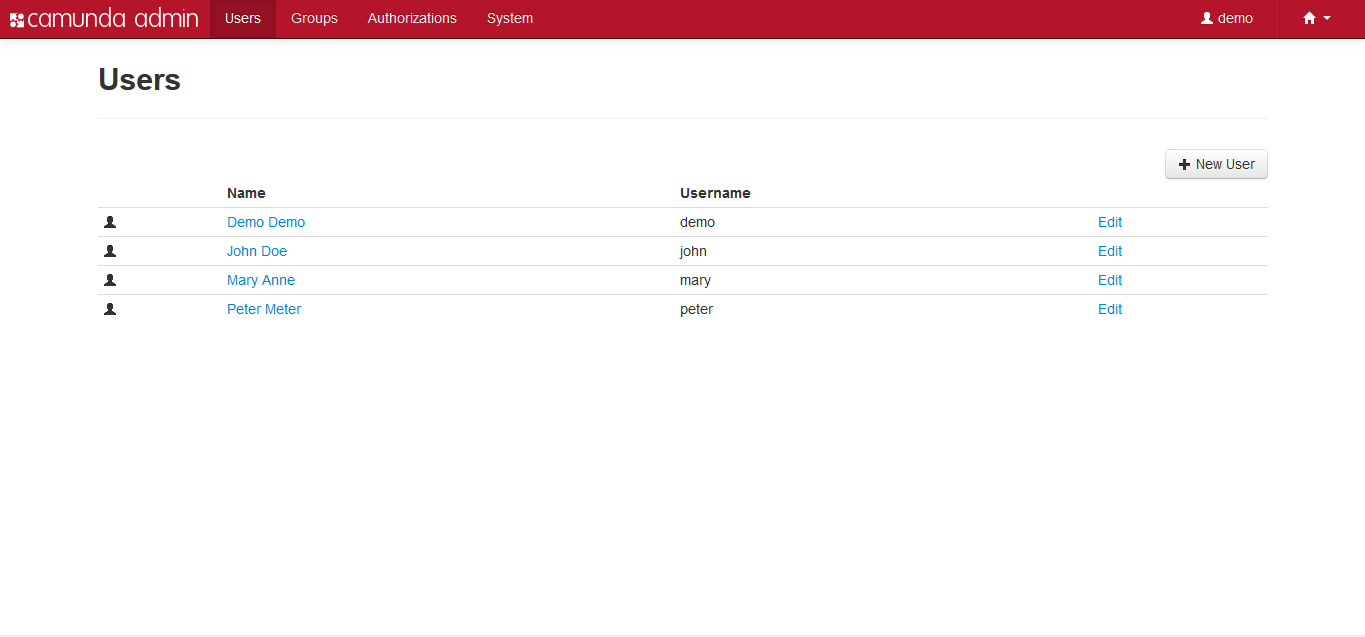 camunda admin Users Groups Authorizations System demo
Users
New User
Name Username
Demo Demo demo Edit
John Doe john Edit
Mary Anne mary Edit
Peter Meter peter Edit